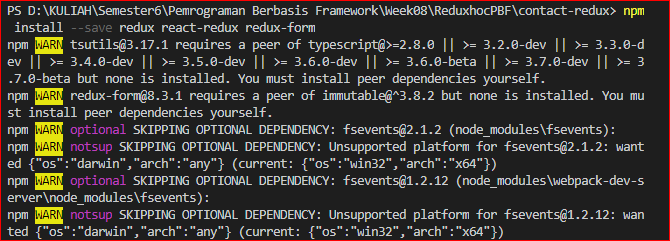 PS D:\KULIAH\Semester6\Pemrograman Berbasis Framework\Week08\ReduxhocPBF\contact-redux> npm
install --save redux react-redux redux-form
npm WARN tsutils@3.17.1 requires a peer of typescript@>=2.8.0 || >= 3.2.0-dev || >= 3.3.0-d
ev || >= 3.4.0-dev || >= 3.5.0-dev || >= 3.6.0-dev || >= 3.6.0-beta || >= 3.7.0-dev || >= 3
.7.0-beta but none is installed. You must install peer dependencies yourself.
npm WARN redux-form@8.3.1 requires a peer of immutable@^3.8.2 but none is installed. You mu
st install peer dependencies yourself.
npm WARN optional SKIPPING OPTIONAL DEPENDENCY: fsevents@2.1.2 (node_modules\fsevents):
npm WARN notsup SKIPPING OPTIONAL DEPENDENCY: Unsupported platform for fsevents@2.1.2: want
ed {"os":"darwin","arch":"any"} (current: {"os":"win32","arch":"x64"})
npm WARN optional SKIPPING OPTIONAL DEPENDENCY: fsevents@1.2.12 (node_modules\webpack-dev-s
erver\node_modules\fsevents):
npm WARN notsup SKIPPING OPTIONAL DEPENDENCY: Unsupported platform for fsevents@1.2.12: wan
ted {"os":"darwin","arch":"any"} (current: {"os":"win32","arch":"x64"})